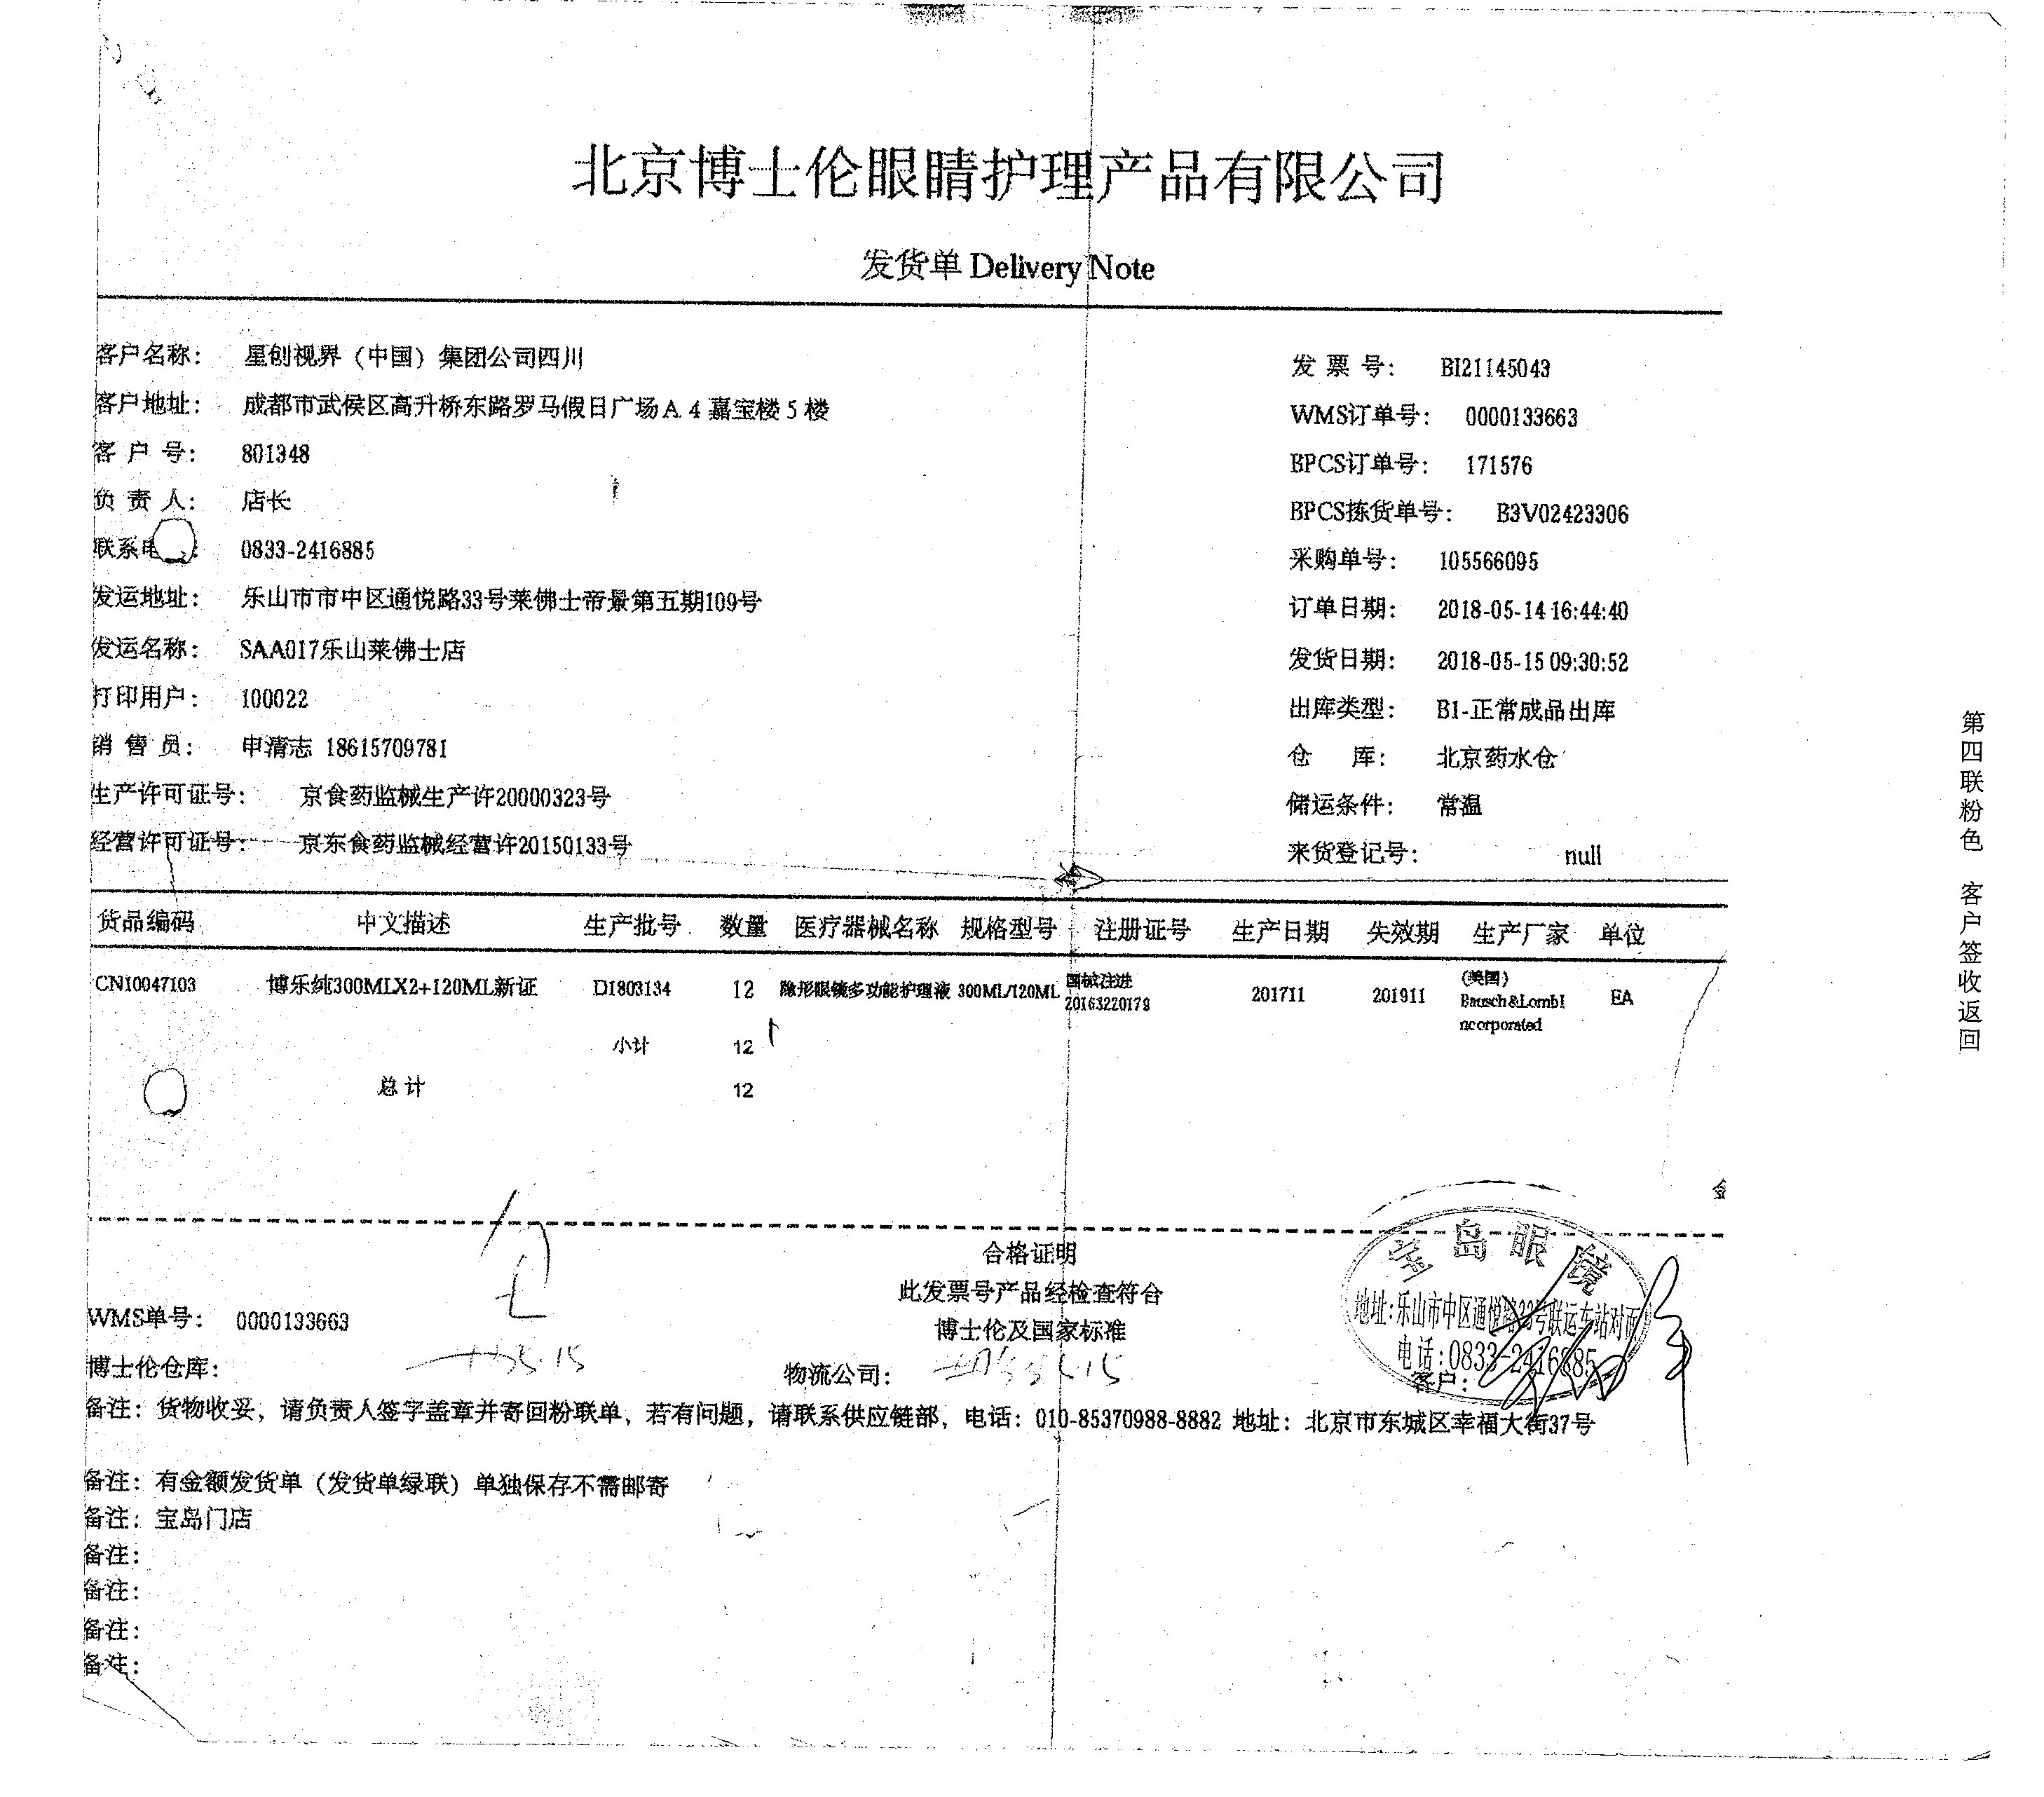 北京博士伦眼睛护理产品有限公司
发货单 Delivery Note
客户名称： 星创视界（中国）集团公司四川
客户地址： 成都市武侯区高升桥东路罗马假日广场A 4 嘉宝楼 5 楼
客 户 号： 801348
负 责 人： 店长
联系电 ： 0833-2416885
发运地址： 乐山市市中区通悦路33号莱佛士帝景第五期109号
发运名称： SAA017乐山莱佛士店
打印用户： 100022
销 售 员： 申清志 18615709781
生产许可证号： 京食药监械生产许20000323号
经营许可证号： 京东食药监械经营许20150133号
发 票 号： BI21145043
WMS订单号： 0000133663
BPCS订单号： 171576
BPCS拣货单号： B3V02423306
采购单号： 105566095
订单日期： 2018-05-14 16:44:40
发货日期： 2018-05-15 09:30:52
出库类型： B1-正常成品出库
仓 库： 北京药水仓
储运条件： 常温
来货登记号： null
货品编码 中文描述 生产批号 数量 医疗器械名称 规格型号 注册证号 生产日期 失效期 生产厂家 单位
CN10047103 博乐纯300MLX2+120ML新证 D1803134 12 隐形眼镜多功能护理液 300ML/120ML 国械注进 20163220179 201711 201911 (美国) Bausch&Lomb I ncorporated EA
小计 12
总计 12
第四联粉色 客户签收返回
合格证明
此发票号产品经检查符合
博士伦及国家标准
WMS单号： 0000133663
博士伦仓库： 5.15
物流公司： 5.15
客户：
宝岛眼镜
地址:乐山市中区通悦路33号联运车站对面
电话:0833-2416885
备注：货物收妥，请负责人签字盖章并寄回粉联单，若有问题，请联系供应链部，电话：010-85370988-8882 地址：北京市东城区幸福大街37号
备注：有金额发货单（发货单绿联）单独保存不需邮寄
备注：宝岛门店
备注：
备注：
备注：
备注：